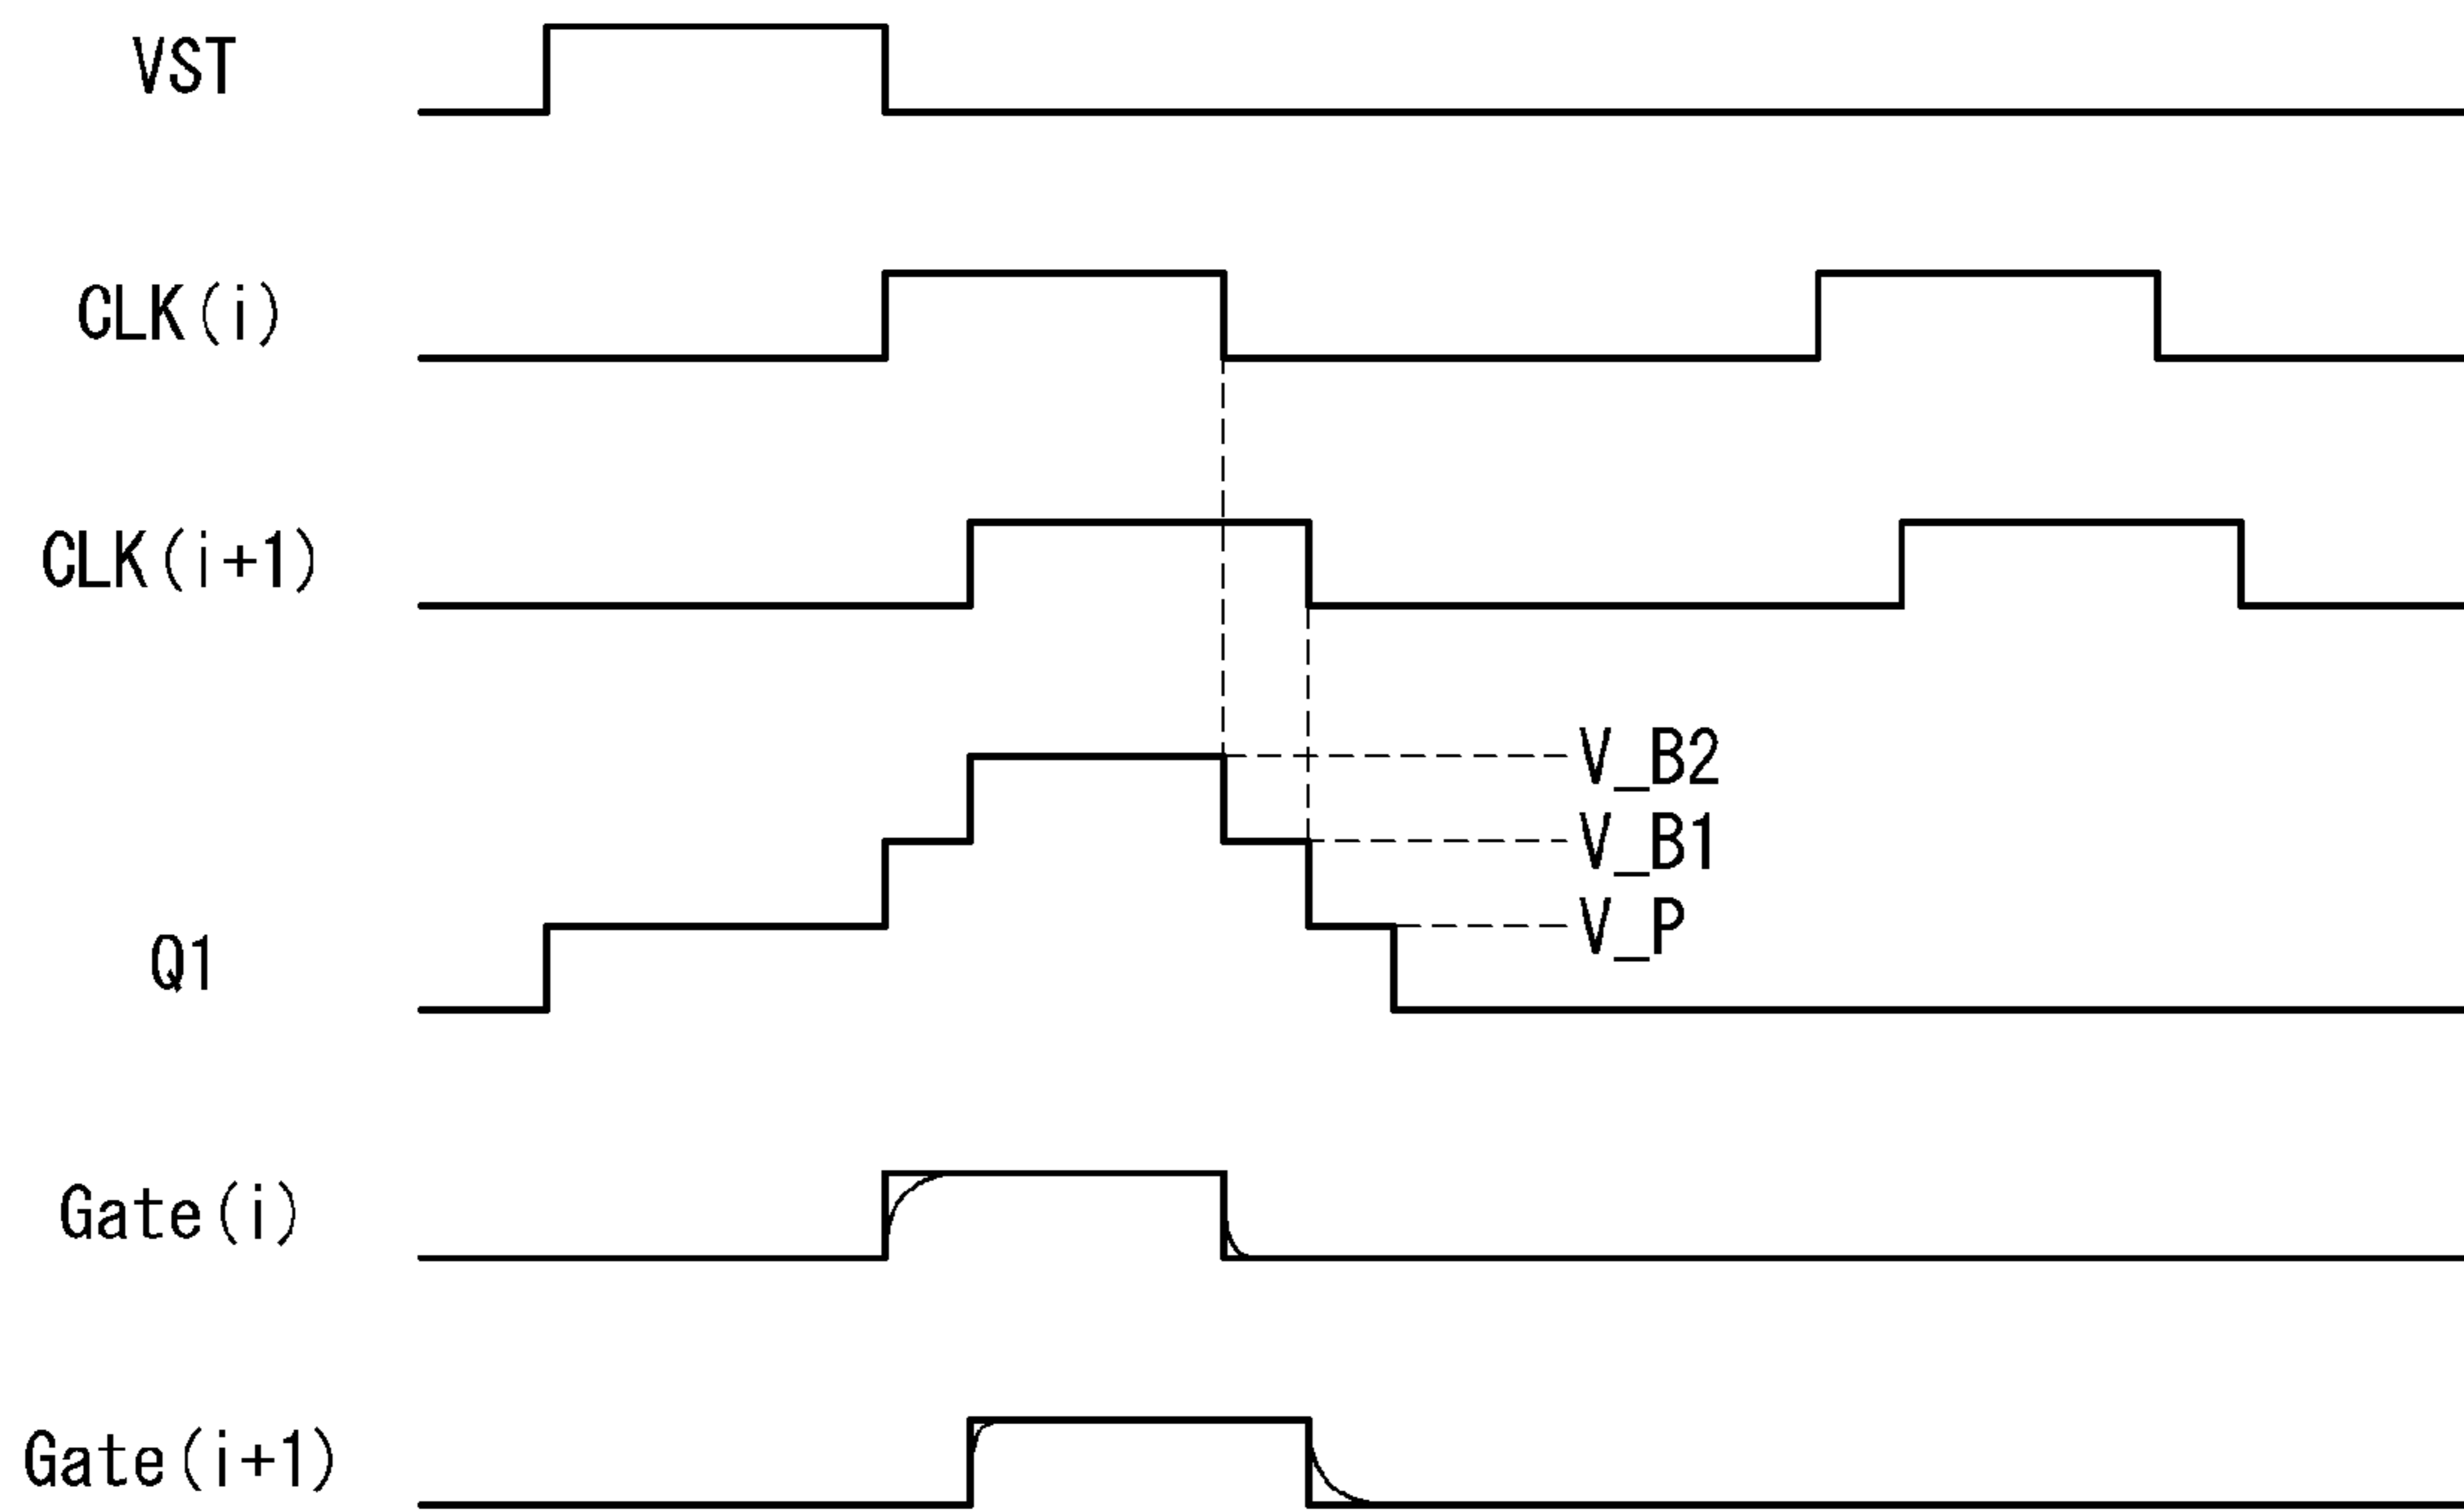 VST
CLK(i)
CLK(i+1)
V_B2
V_B1
V_P
Q1
Gate(i)
Gate(i+1)